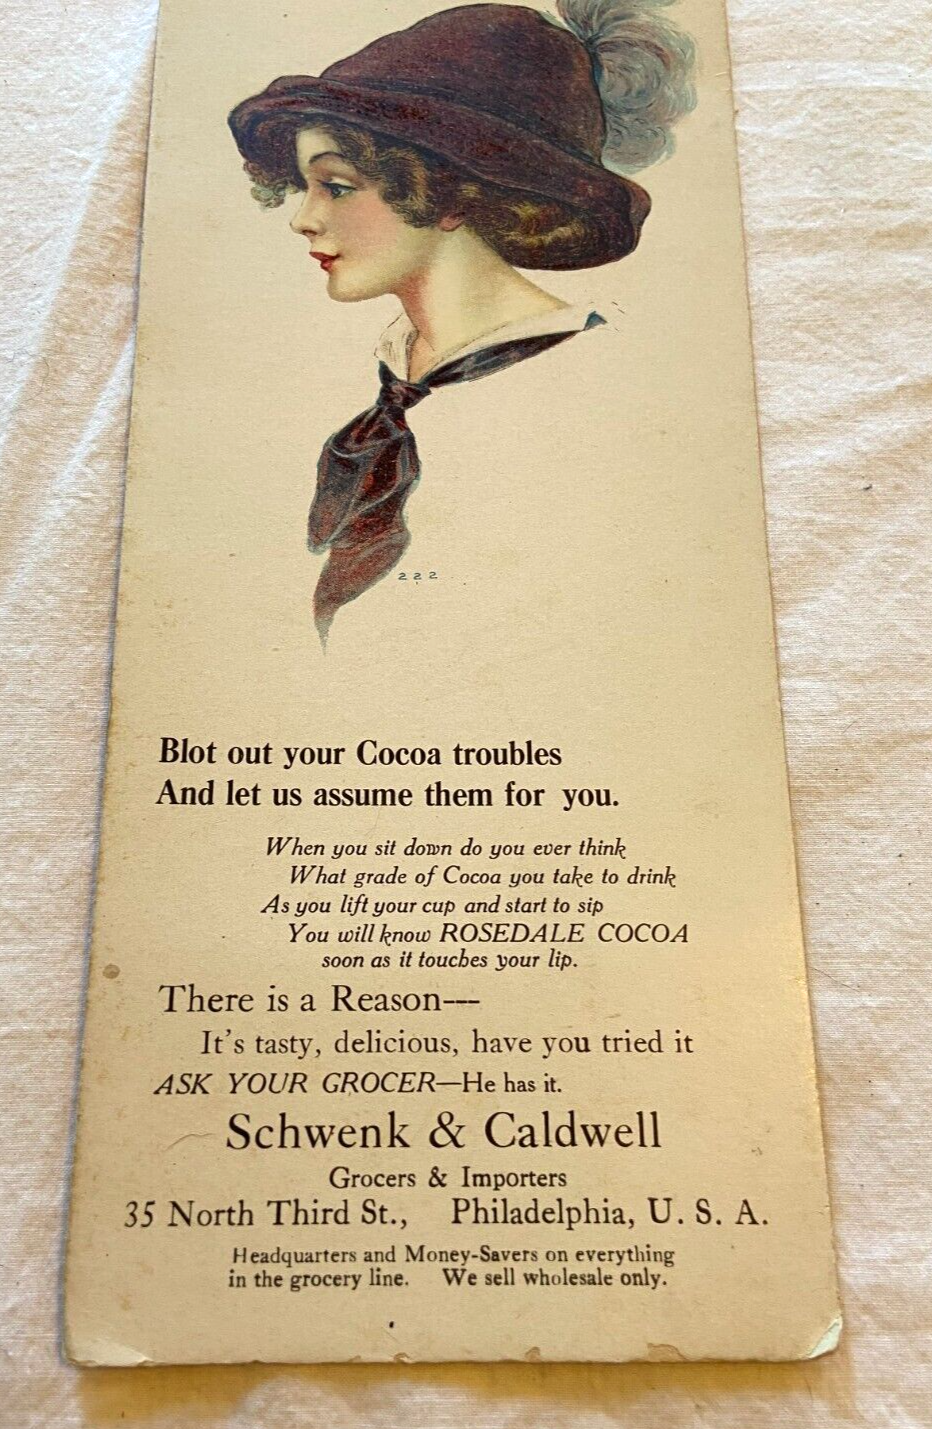 222
Blot out your Cocoa troubles
And let us assume them for you.
When you sit down do you ever think
What grade of Cocoa you take to drink
As you lift your cup and start to sip
You will know ROSEDALE COCOA
soon as it touches your lip.
There is a Reason---
It's tasty, delicious, have you tried it
ASK YOUR GROCER—He has it.
Schwenk & Caldwell
Grocers & Importers
35 North Third St., Philadelphia, U. S. A.
Headquarters and Money-Savers on everything
in the grocery line. We sell wholesale only.